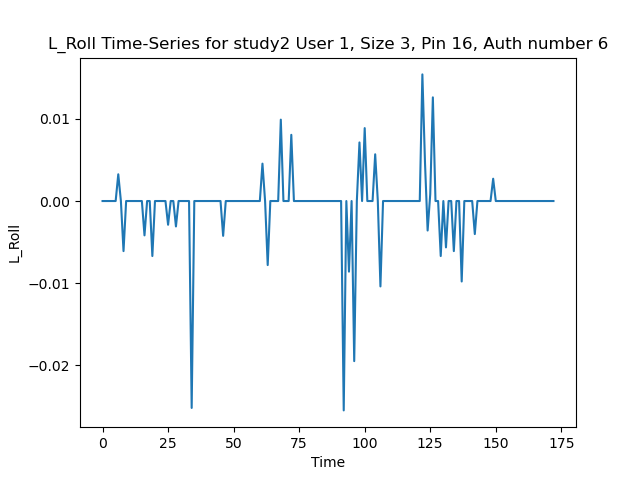 L_Roll Time-Series for study2 User 1, Size 3, Pin 16, Auth number 6
0.01
0.00
−0.01
−0.02
L_Roll
0 25 50 75 100 125 150 175
Time